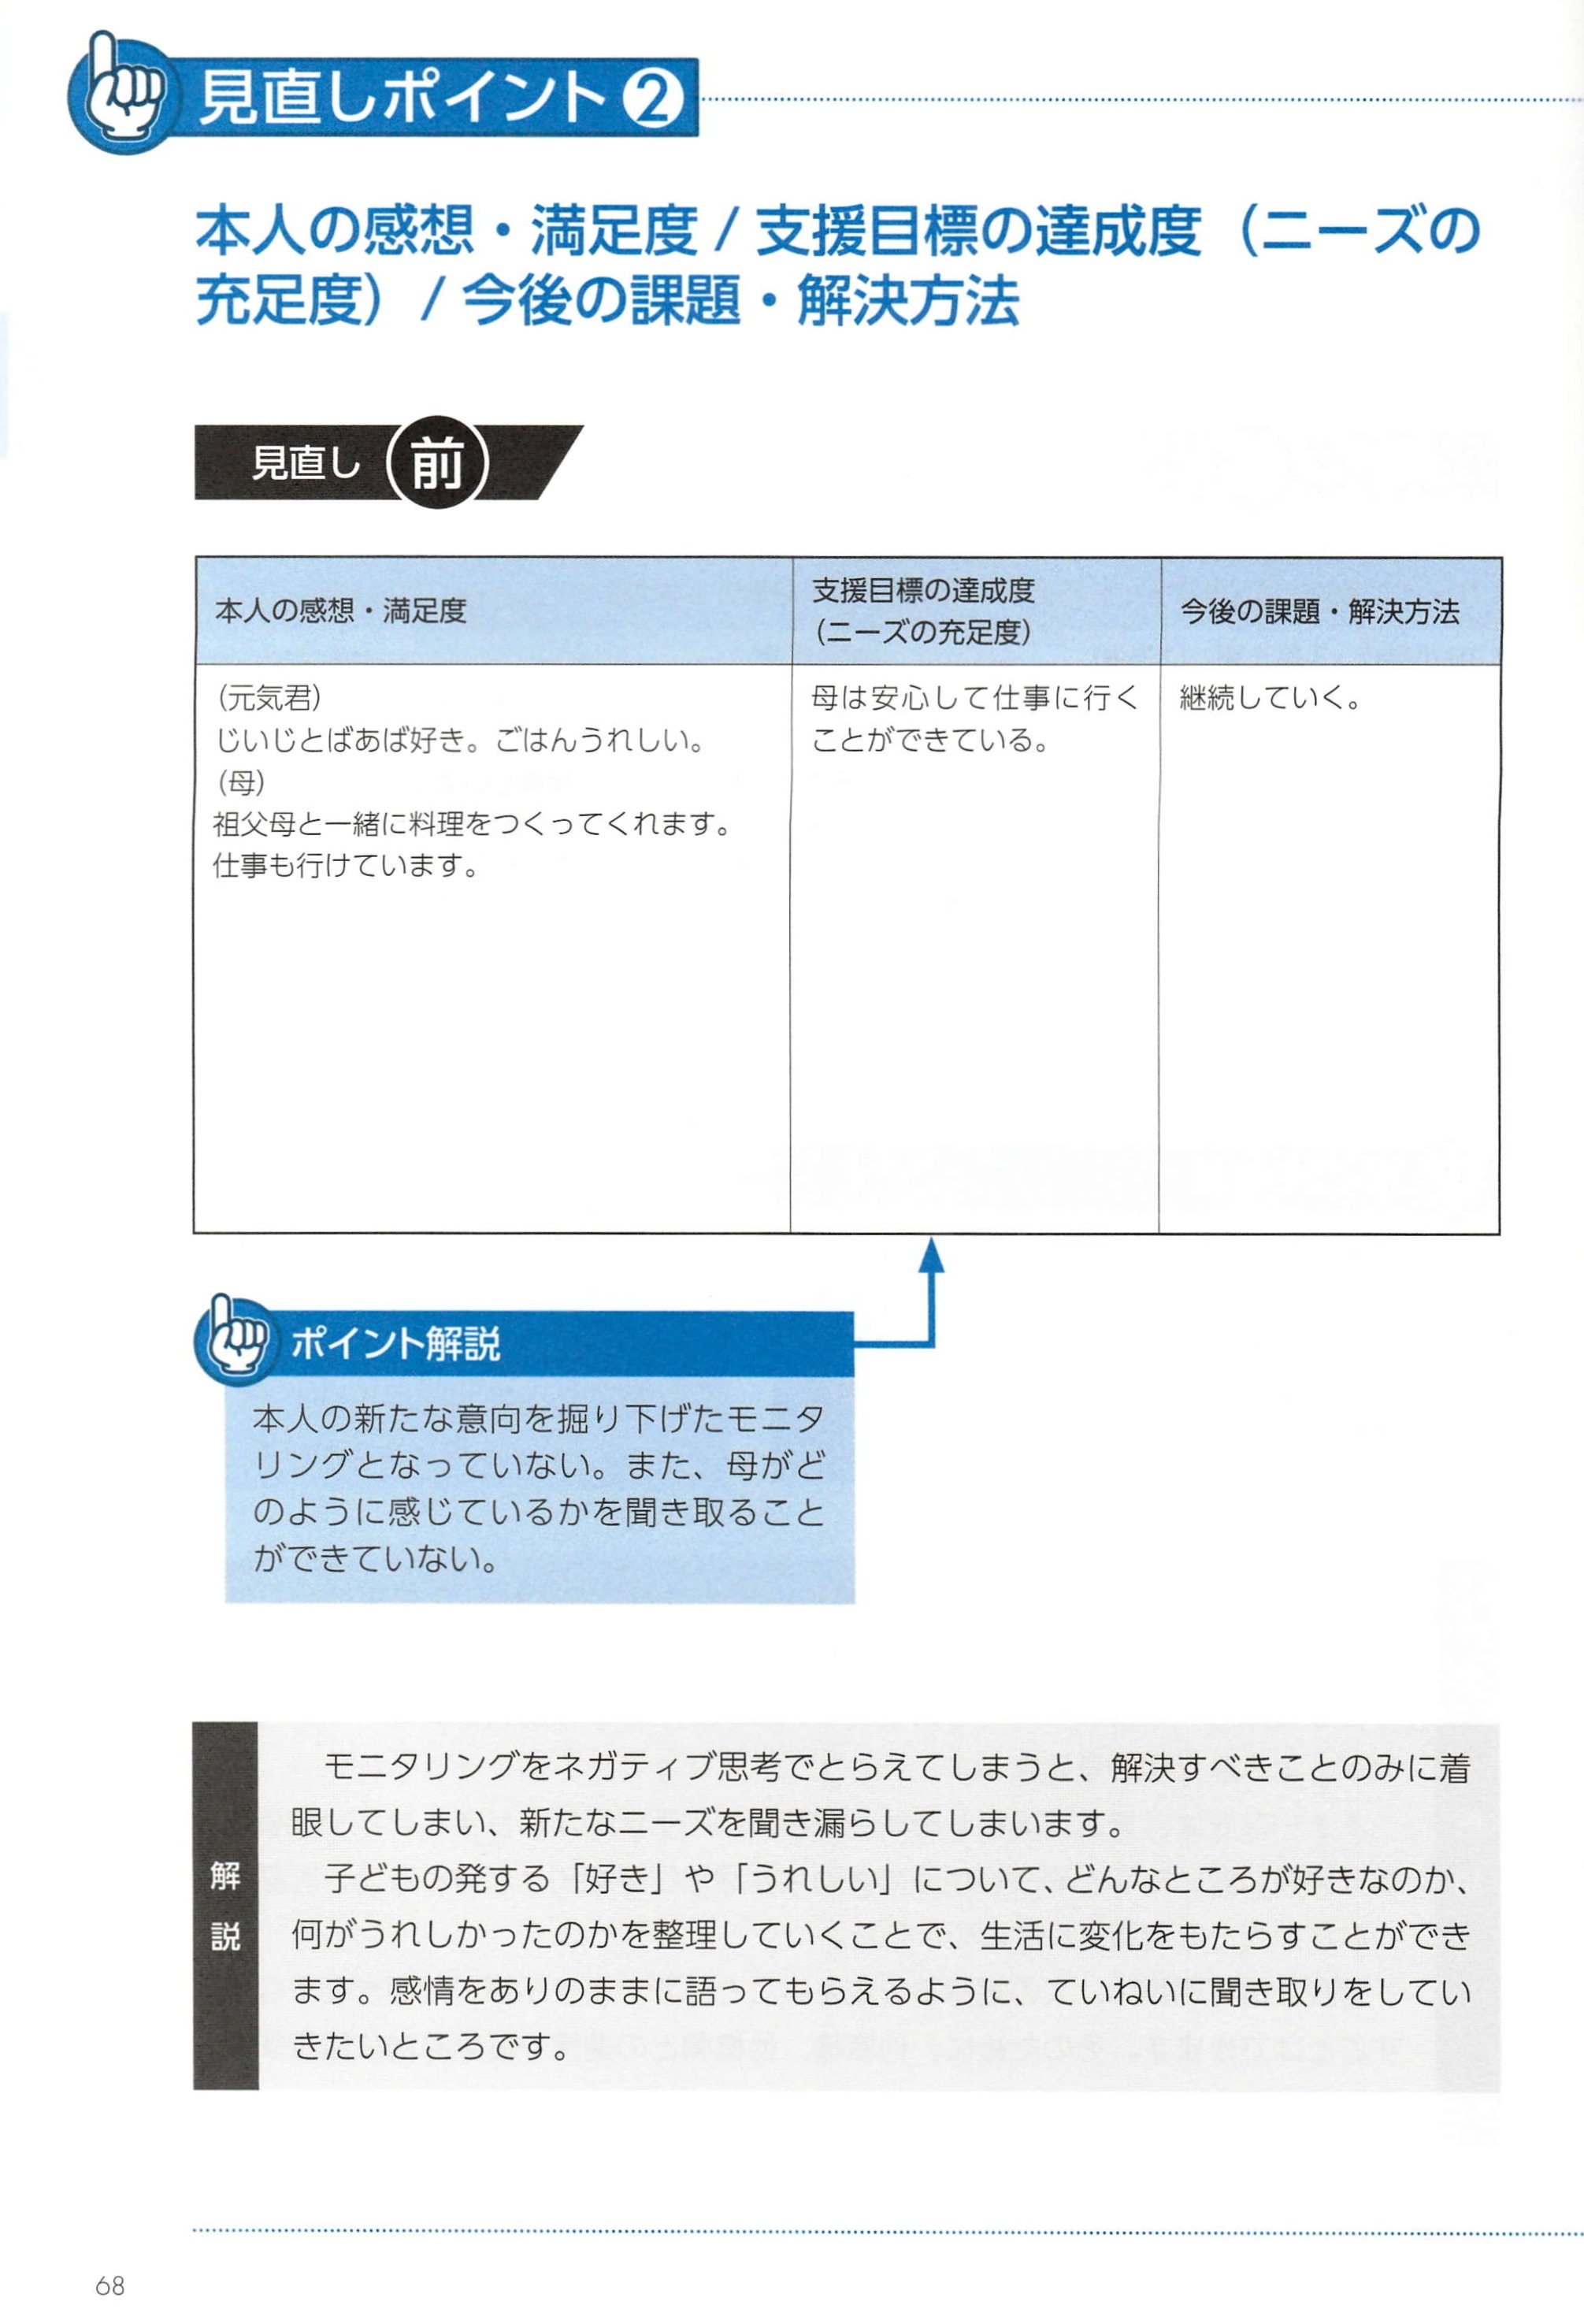 見直しポイント❷
本人の感想・満足度 / 支援目標の達成度（ニーズの
充足度）/ 今後の課題・解決方法
見直し 前
本人の感想・満足度
支援目標の達成度
（ニーズの充足度）
今後の課題・解決方法
（元気君）
じいじとばあば好き。ごはんうれしい。
（母）
祖父母と一緒に料理をつくってくれます。
仕事も行けています。
母は安心して仕事に行く
ことができている。
継続していく。
ポイント解説
本人の新たな意向を掘り下げたモニタ
リングとなっていない。また、母がど
のように感じているかを聞き取ること
ができていない。
解説
モニタリングをネガティブ思考でとらえてしまうと、解決すべきことのみに着
眼してしまい、新たなニーズを聞き漏らしてしまいます。
子どもの発する「好き」や「うれしい」について、どんなところが好きなのか、
何がうれしかったのかを整理していくことで、生活に変化をもたらすことができ
ます。感情をありのままに語ってもらえるように、ていねいに聞き取りをしてい
きたいところです。
68